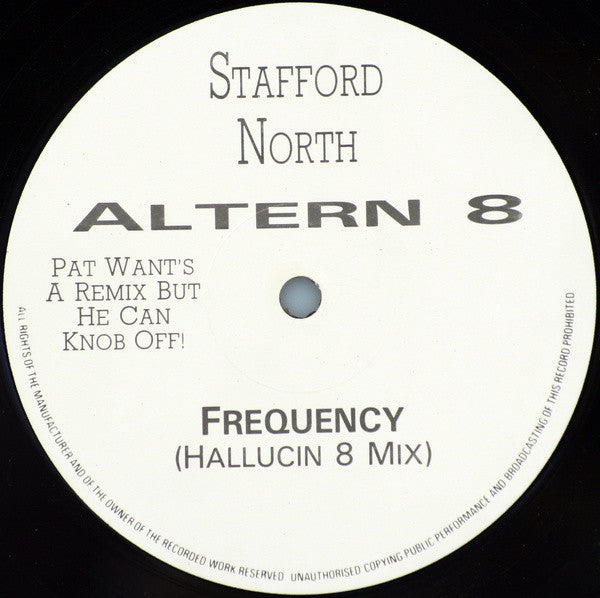 STAFFORD
NORTH
ALTERN 8
PAT WANT'S
A REMIX BUT
HE CAN
KNOB OFF!
FREQUENCY
(HALLUCIN 8 MIX)
ALL RIGHTS OF THE MANUFACTURER AND OF THE OWNER OF THE RECORDED WORK RESERVED UNAUTHORISED COPYING PUBLIC PERFORMANCE AND BROADCASTING OF THIS RECORD PROHIBITED